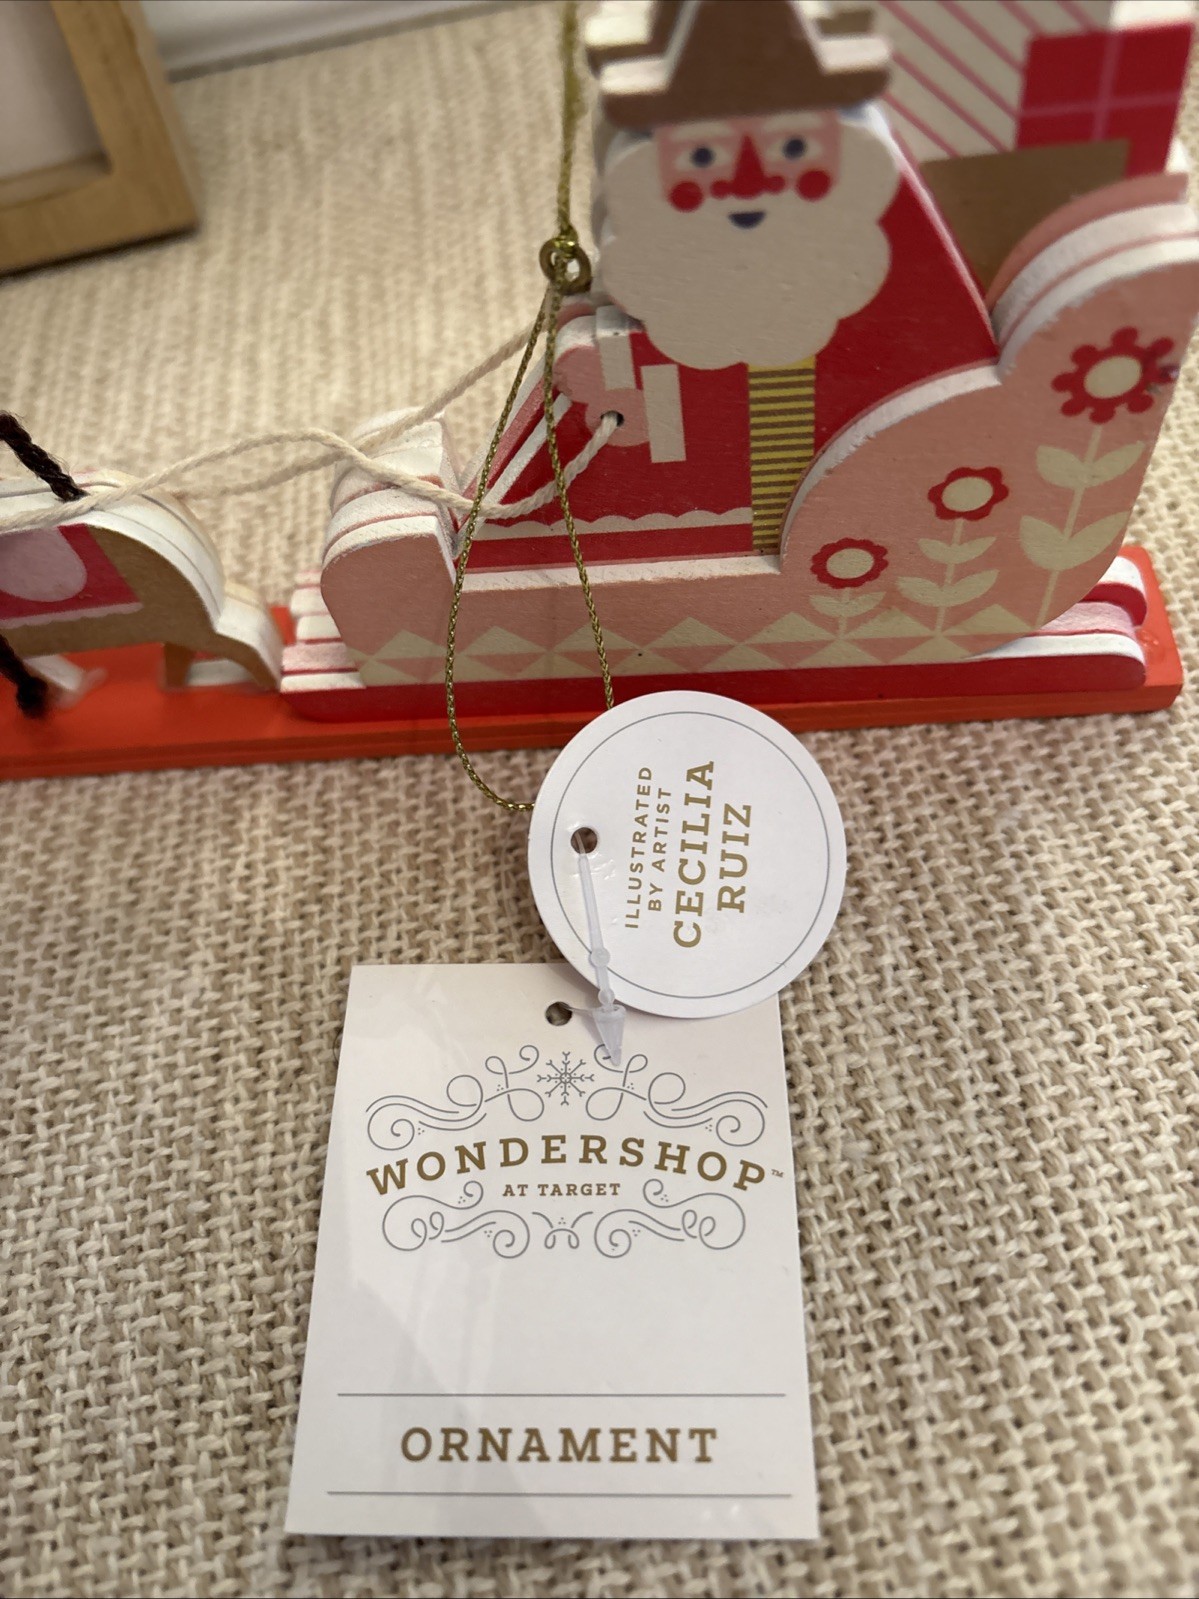 ILLUSTRATED
BY ARTIST
CECILIA
RUIZ
WONDERSHOP™
AT TARGET
ORNAMENT